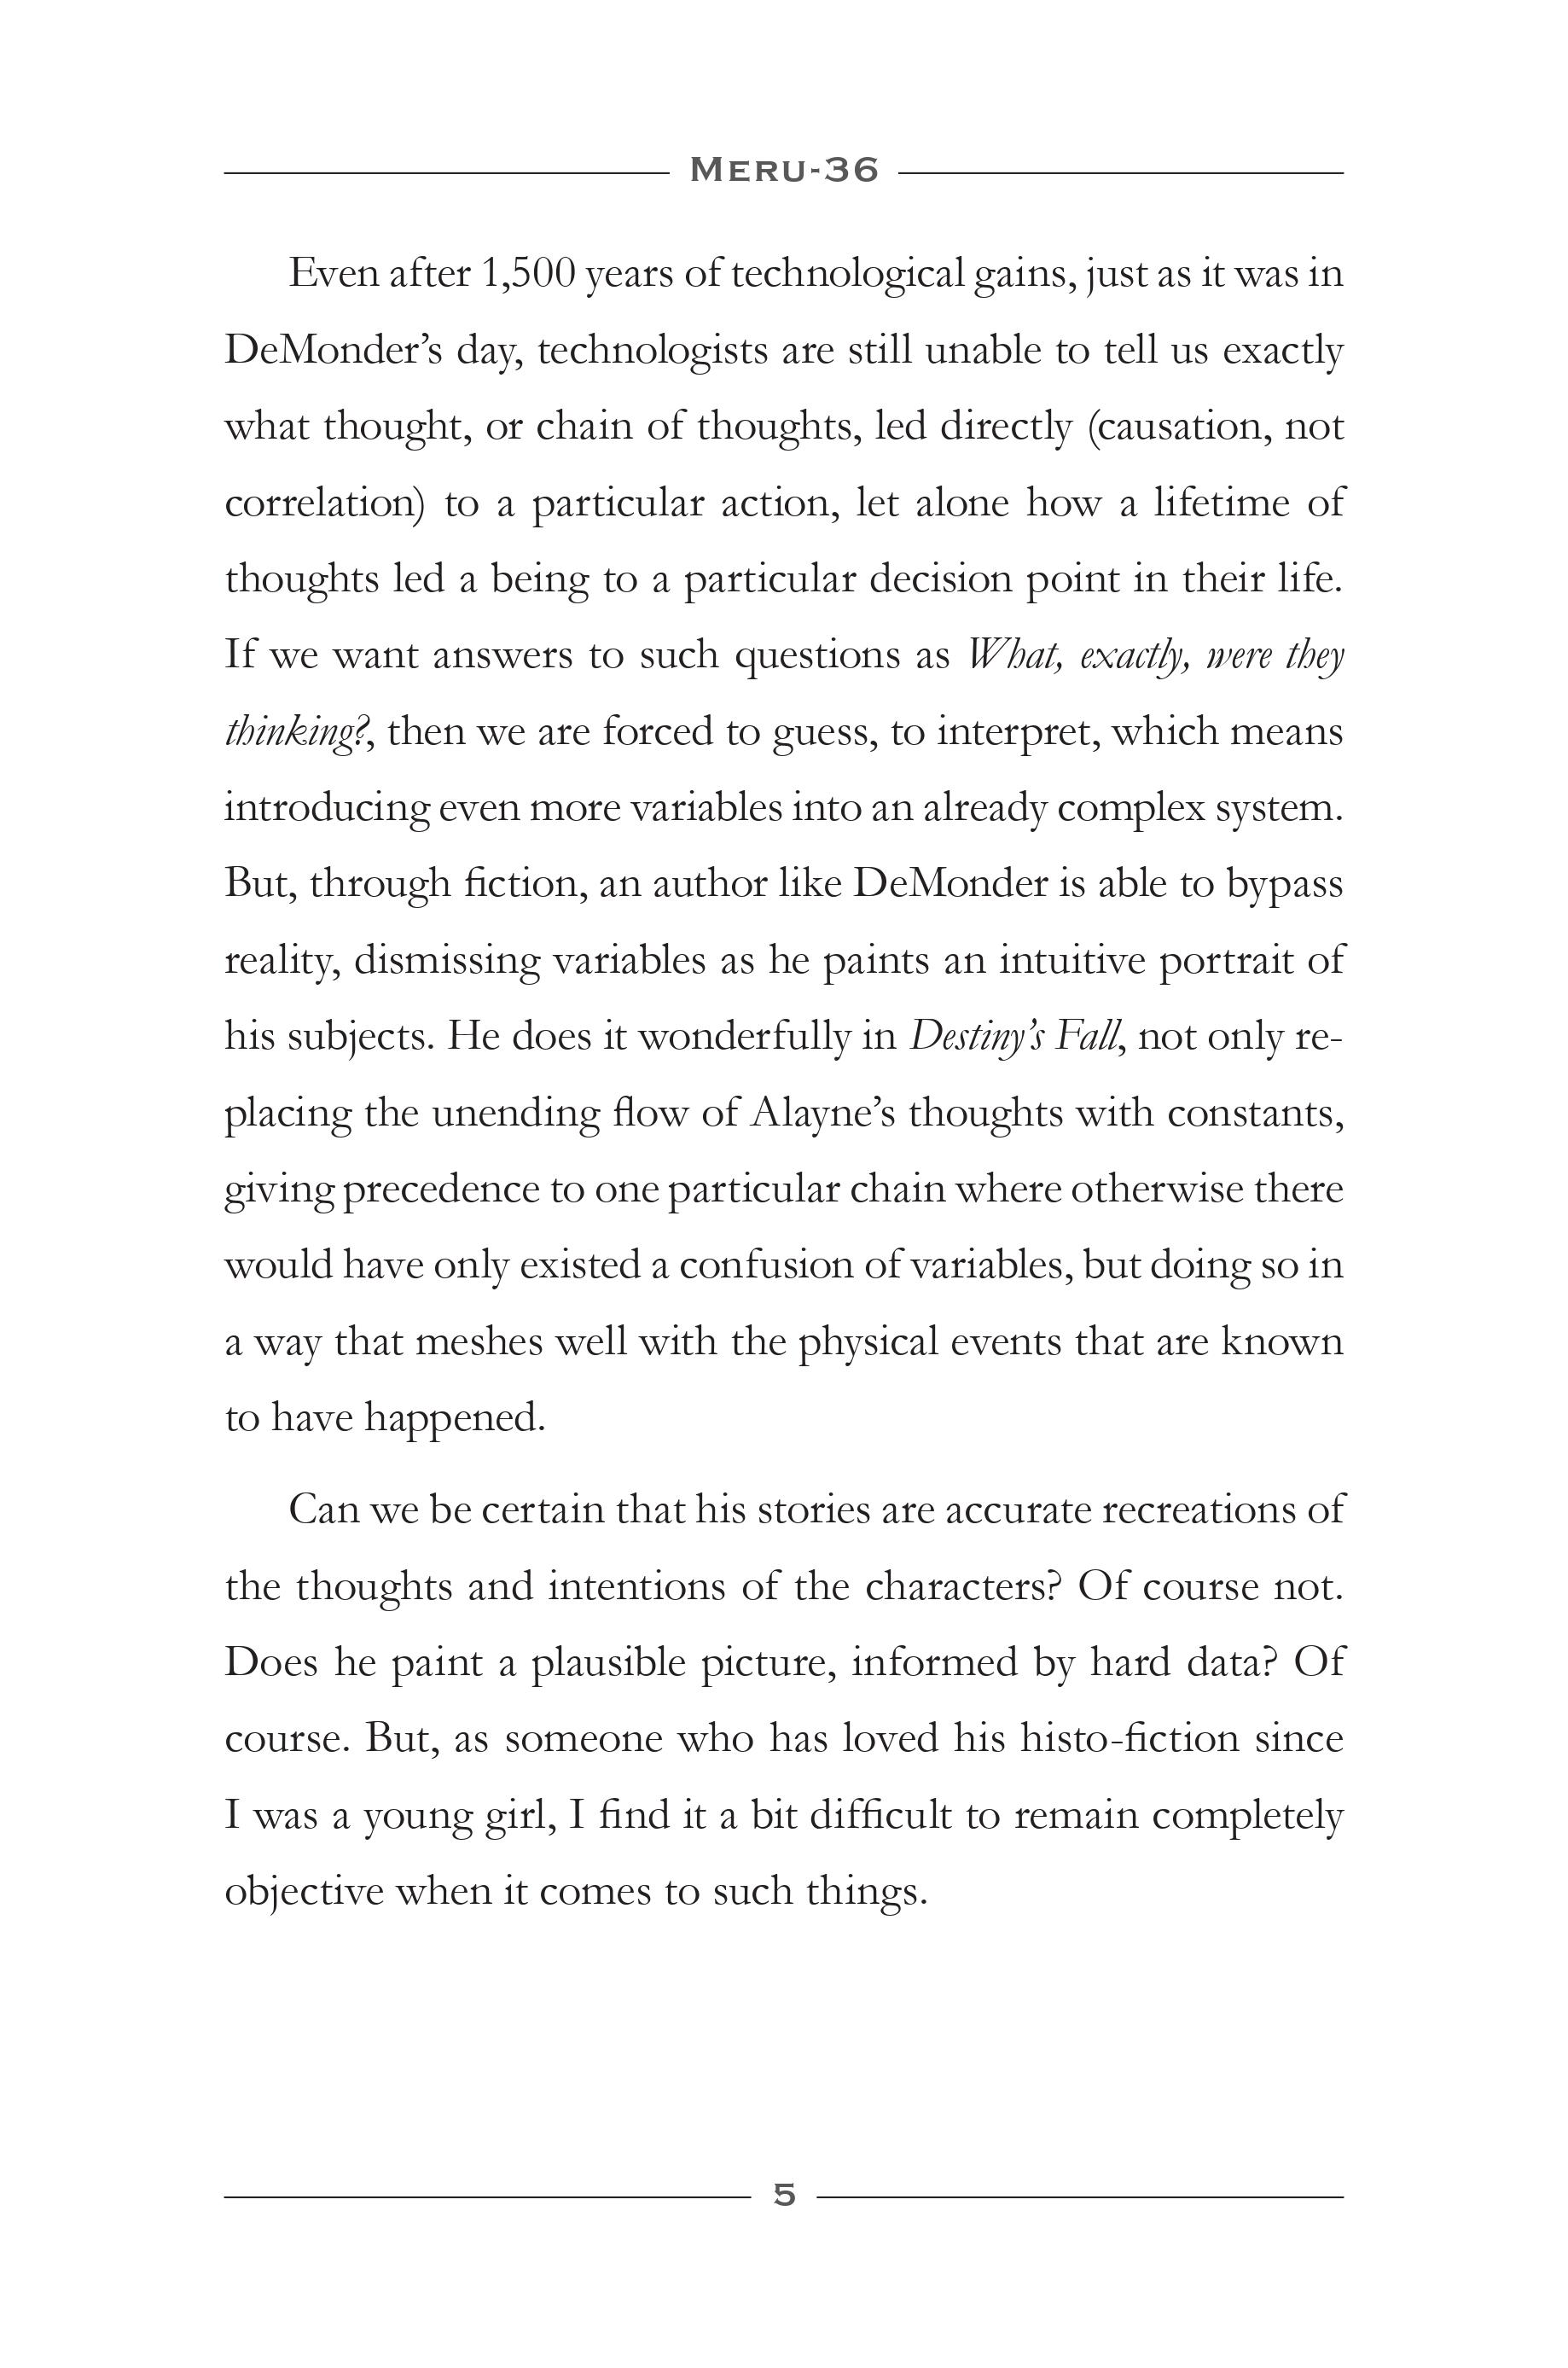 Meru-36
Even after 1,500 years of technological gains, just as it was in
DeMonder’s day, technologists are still unable to tell us exactly
what thought, or chain of thoughts, led directly (causation, not
correlation) to a particular action, let alone how a lifetime of
thoughts led a being to a particular decision point in their life.
If we want answers to such questions as What, exactly, were they
thinking?, then we are forced to guess, to interpret, which means
introducing even more variables into an already complex system.
But, through fiction, an author like DeMonder is able to bypass
reality, dismissing variables as he paints an intuitive portrait of
his subjects. He does it wonderfully in Destiny’s Fall, not only re-
placing the unending flow of Alayne’s thoughts with constants,
giving precedence to one particular chain where otherwise there
would have only existed a confusion of variables, but doing so in
a way that meshes well with the physical events that are known
to have happened.
Can we be certain that his stories are accurate recreations of
the thoughts and intentions of the characters? Of course not.
Does he paint a plausible picture, informed by hard data? Of
course. But, as someone who has loved his histo-fiction since
I was a young girl, I find it a bit difficult to remain completely
objective when it comes to such things.
5